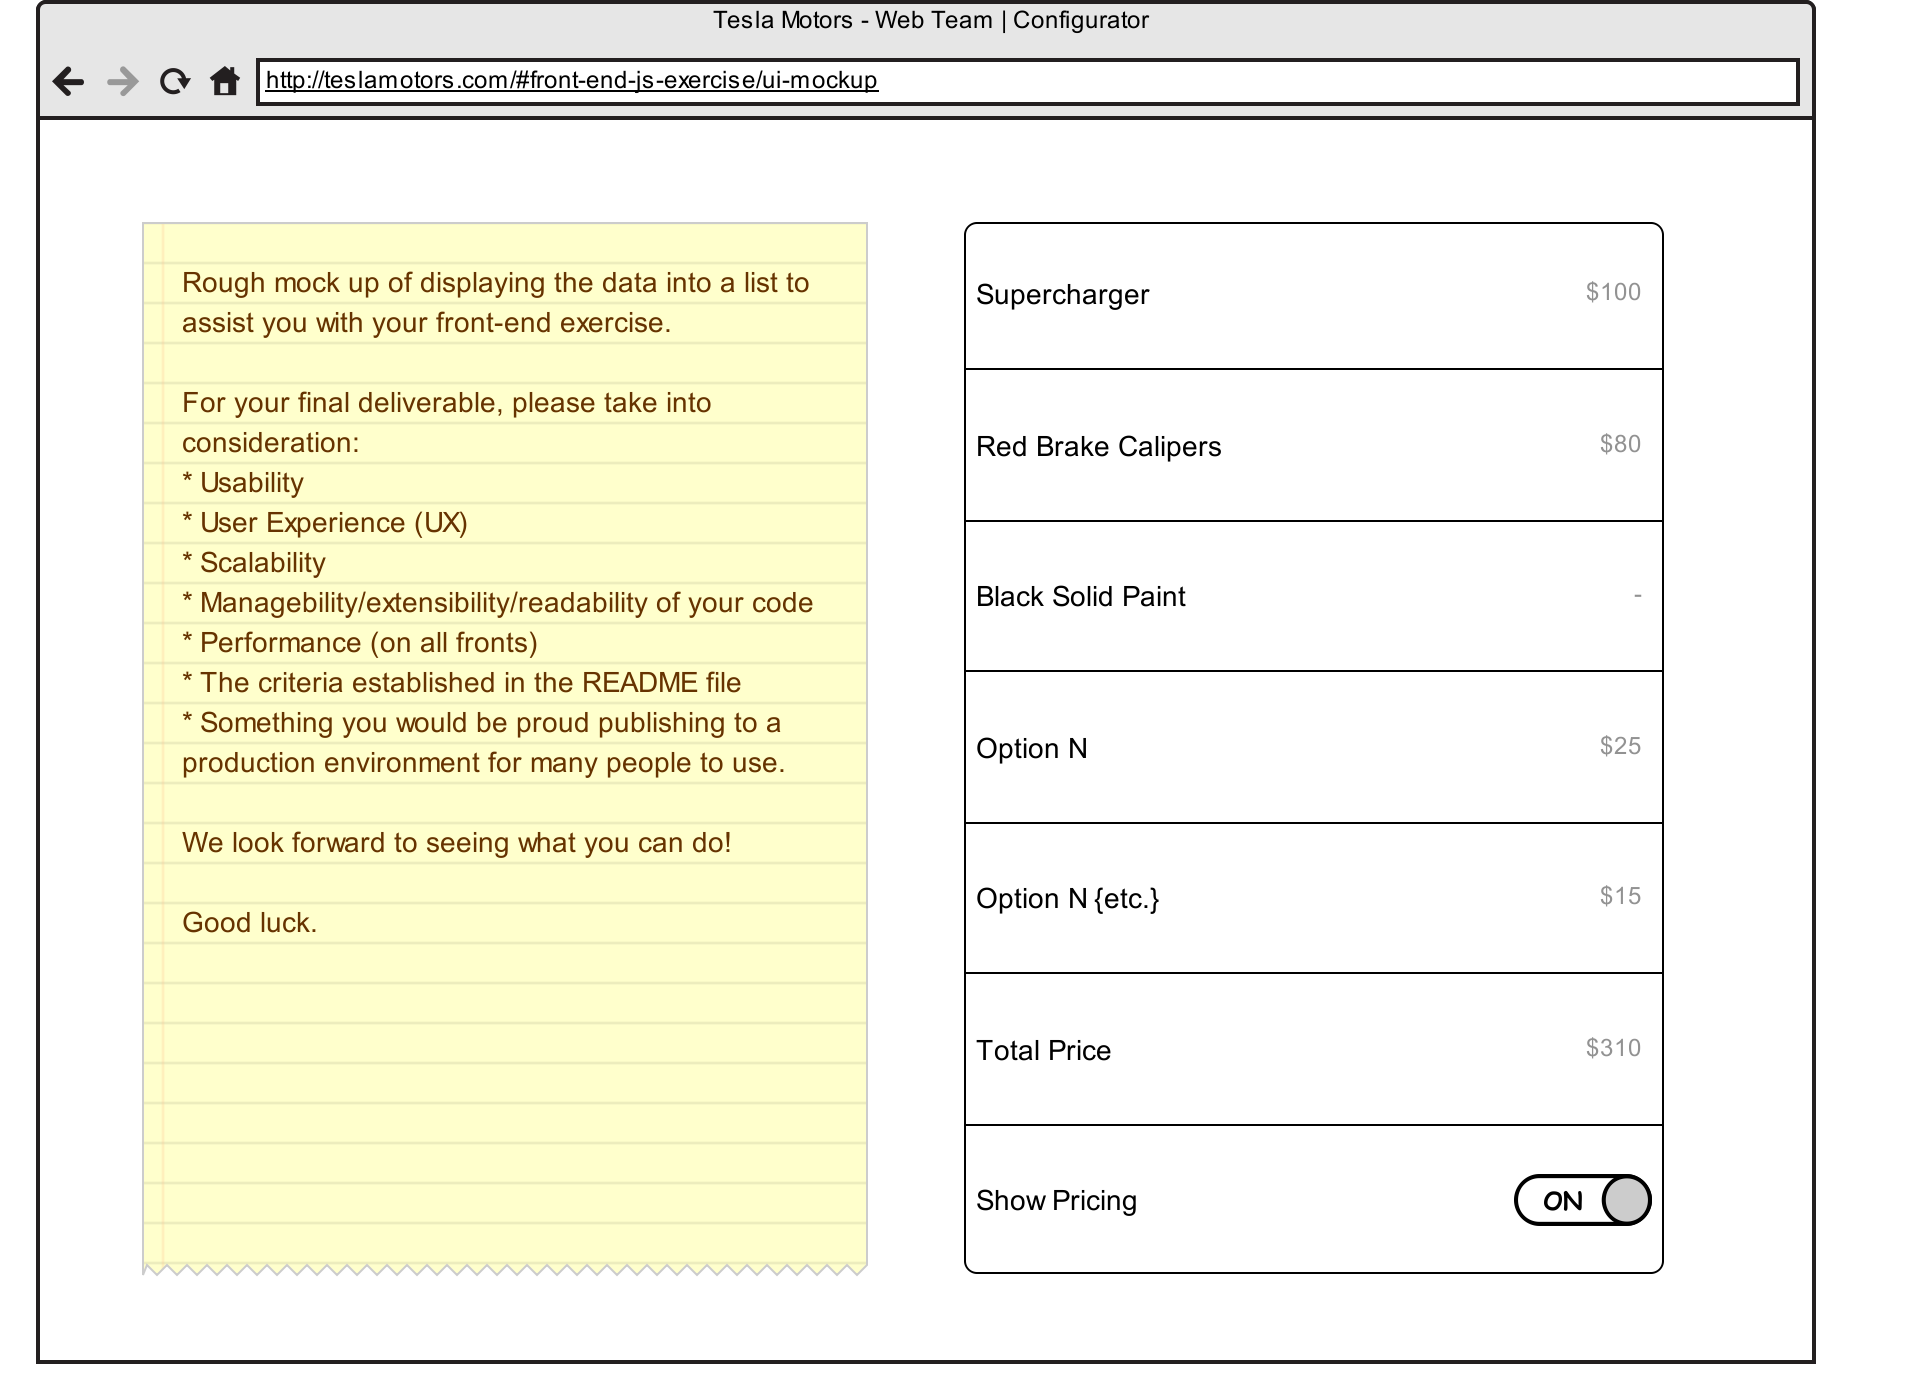 Tesla Motors - Web Team | Configurator
http://teslamotors.com/#front-end-js-exercise/ui-mockup
Rough mock up of displaying the data into a list to
assist you with your front-end exercise.
For your final deliverable, please take into
consideration:
* Usability
* User Experience (UX)
* Scalability
* Managebility/extensibility/readability of your code
* Performance (on all fronts)
* The criteria established in the README file
* Something you would be proud publishing to a
production environment for many people to use.
We look forward to seeing what you can do!
Good luck.
Supercharger $100
Red Brake Calipers $80
Black Solid Paint -
Option N $25
Option N {etc.} $15
Total Price $310
Show Pricing ON